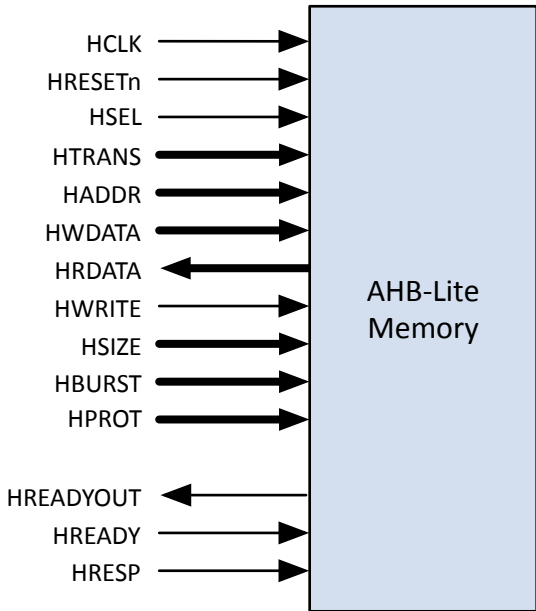 HCLK
HRESETn
HSEL
HTRANS
HADDR
HWDATA
HRDATA
HWRITE
HSIZE
HBURST
HPROT
HREADYOUT
HREADY
HRESP
AHB-Lite
Memory